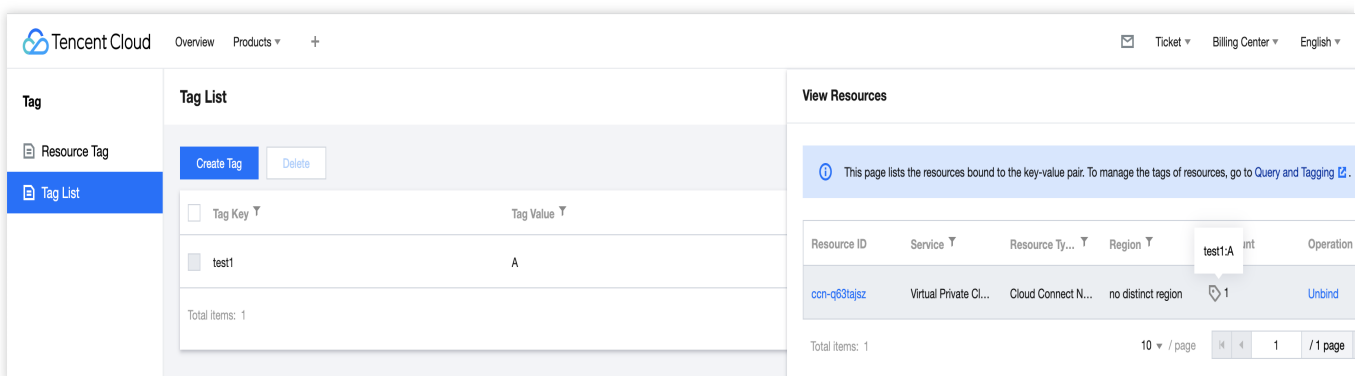 Tencent Cloud Overview Products + Ticket Billing Center English
Tag
Tag List
View Resources
Resource Tag
Tag List
Create Tag Delete
This page lists the resources bound to the key-value pair. To manage the tags of resources, go to Query and Tagging .
Tag Key Tag Value
Resource ID Service Resource Ty... Region Operation
test1:A
test1 A
ccn-q63tajsz Virtual Private Cl... Cloud Connect N... no distinct region 1 Unbind
Total items: 1
Total items: 1 10 / page 1 / 1 page